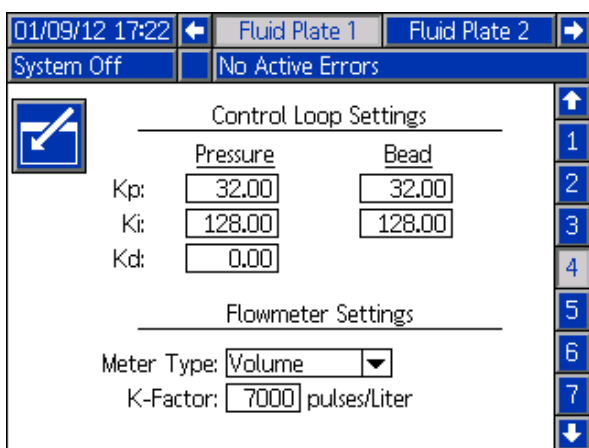 01/09/12 17:22 Fluid Plate 1 Fluid Plate 2
System Off No Active Errors
Control Loop Settings
Pressure Bead
Kp: 32.00 32.00
Ki: 128.00 128.00
Kd: 0.00
Flowmeter Settings
Meter Type: Volume
K-Factor: 7000 pulses/Liter
1
2
3
4
5
6
7